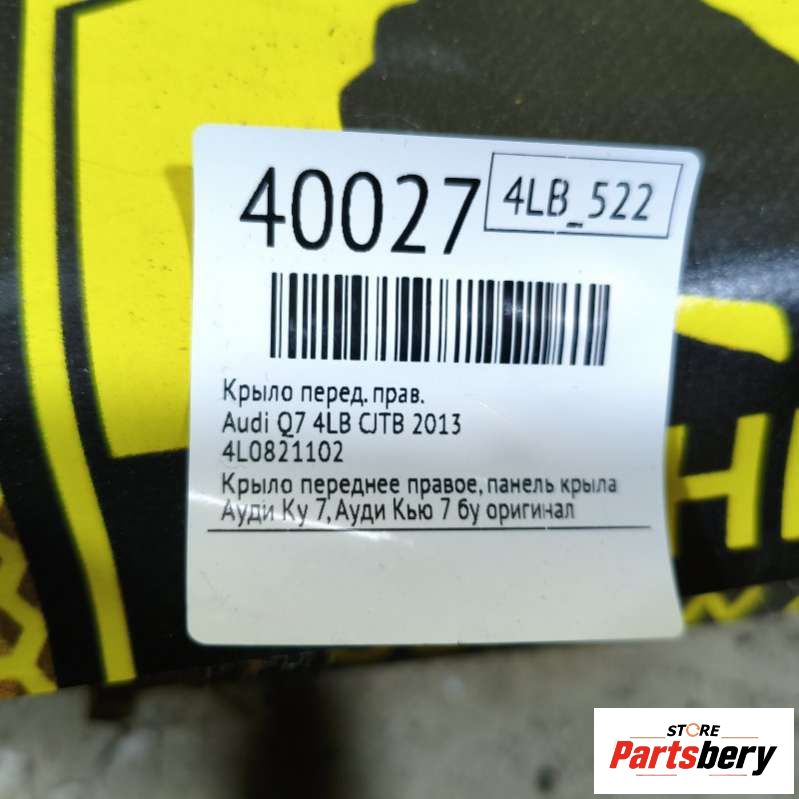 40027
4LB_522
Крыло перед. прав.
Audi Q7 4LB CJTB 2013
4L0821102
Крыло переднее правое, панель крыла
Ауди Ку 7, Ауди Кью 7 бу оригинал
STORE
Partsbery